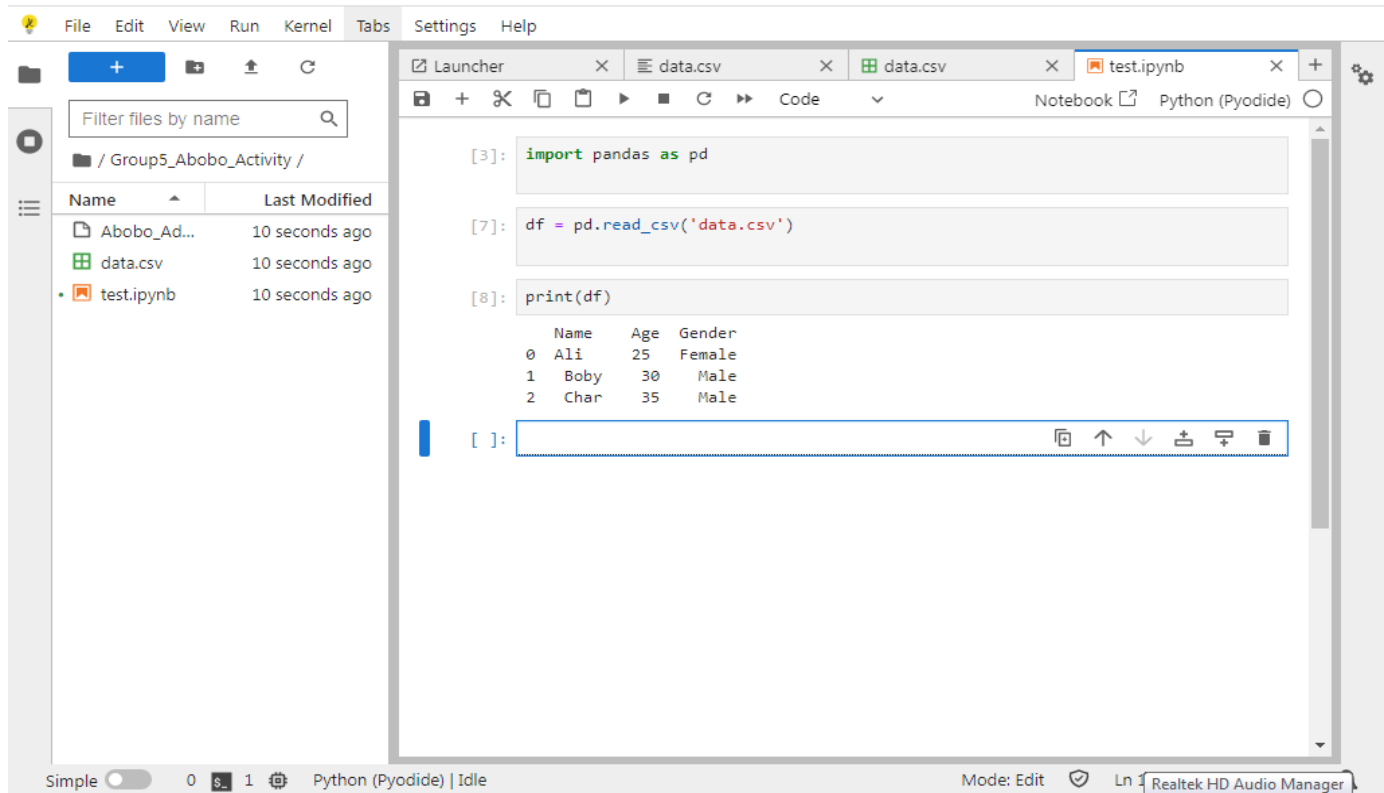 File Edit View Run Kernel Tabs Settings Help
+
Filter files by name
/ Group5_Abobo_Activity /
Name Last Modified
Abobo_Ad... 10 seconds ago
data.csv 10 seconds ago
test.ipynb 10 seconds ago
Launcher data.csv data.csv test.ipynb +
Code Notebook Python (Pyodide)
[3]: import pandas as pd
[7]: df = pd.read_csv('data.csv')
[8]: print(df)
Name Age Gender
0 Ali 25 Female
1 Boby 30 Male
2 Char 35 Male
[ ]:
Simple 0 $_ 1 Python (Pyodide) | Idle Mode: Edit Ln 1 Realtek HD Audio Manager